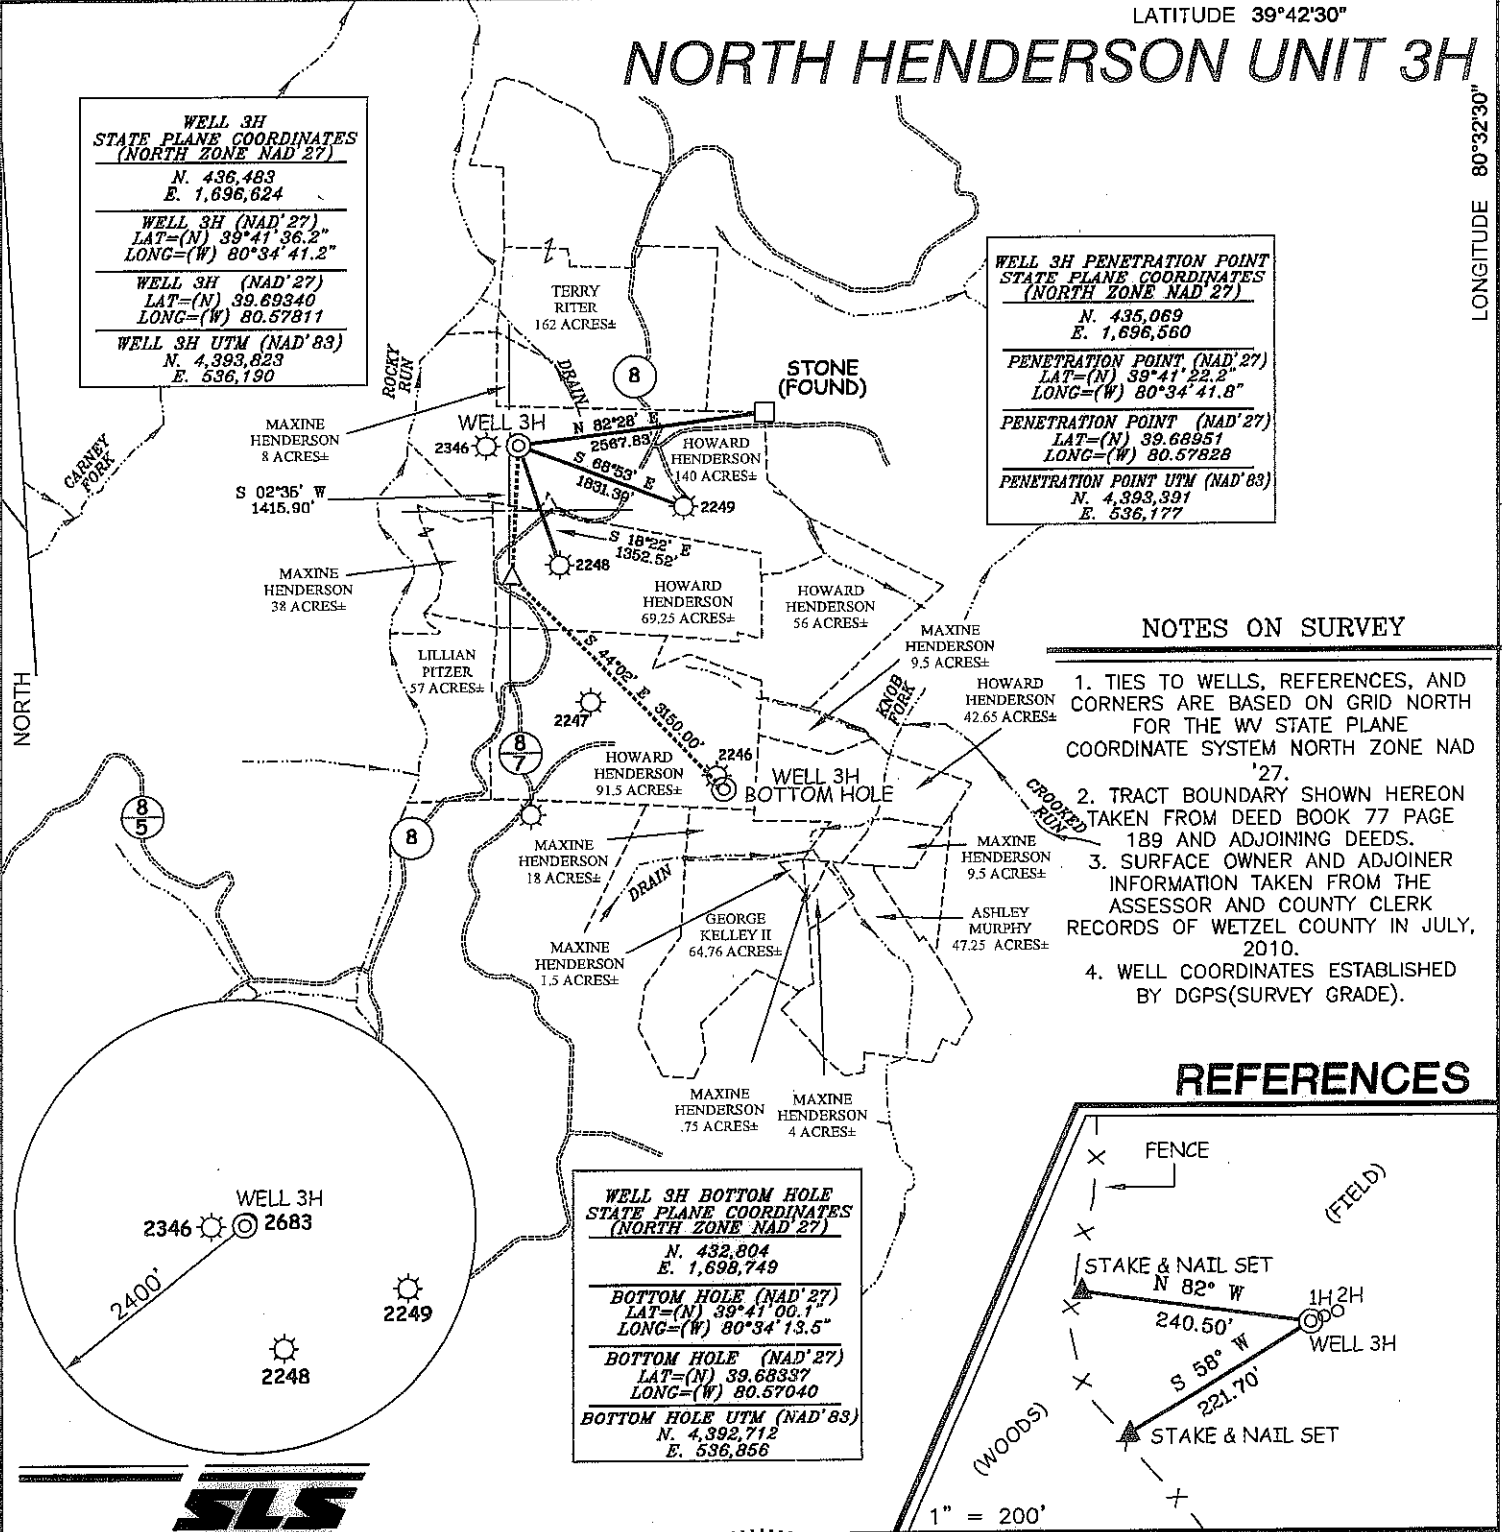 LATITUDE 39°42'30"
NORTH HENDERSON UNIT 3H
LONGITUDE 80°32'30"
WELL 3H
STATE PLANE COORDINATES
(NORTH ZONE NAD'27)
N. 436,483
E. 1,696,624
WELL 3H (NAD'27)
LAT=(N) 39°41'36.2"
LONG=(W) 80°34'41.2"
WELL 3H (NAD'27)
LAT=(N) 39.69340
LONG=(W) 80.57811
WELL 3H UTM (NAD'83)
N. 4,393,823
E. 536,190
WELL 3H PENETRATION POINT
STATE PLANE COORDINATES
(NORTH ZONE NAD'27)
N. 435,069
E. 1,696,560
PENETRATION POINT (NAD'27)
LAT=(N) 39°41'22.2"
LONG=(W) 80°34'41.8"
PENETRATION POINT (NAD'27)
LAT=(N) 39.68951
LONG=(W) 80.57828
PENETRATION POINT UTM (NAD'83)
N. 4,393,391
E. 536,177
TERRY
RITER
162 ACRES±
ROCKY
RUN
DRAIN
8
STONE
(FOUND)
MAXINE
HENDERSON
8 ACRES±
WELL 3H
2346
N 82°28' E
2567.83'
HOWARD
HENDERSON
140 ACRES±
S 68°53' E
1831.39'
2249
CARNEY
FORK
S 02°35' W
1415.90'
S 18°22' E
1352.52'
2248
MAXINE
HENDERSON
38 ACRES±
HOWARD
HENDERSON
69.25 ACRES±
HOWARD
HENDERSON
56 ACRES±
MAXINE
HENDERSON
9.5 ACRES±
LILLIAN
PITZER
57 ACRES±
S 44°02' E
3150.00'
KNOB
FORK
HOWARD
HENDERSON
42.65 ACRES±
NORTH
2247
8
7
HOWARD
HENDERSON
91.5 ACRES±
2246
WELL 3H
BOTTOM HOLE
CROOKED
RUN
8
5
8
MAXINE
HENDERSON
18 ACRES±
DRAIN
MAXINE
HENDERSON
9.5 ACRES±
GEORGE
KELLEY II
64.76 ACRES±
ASHLEY
MURPHY
47.25 ACRES±
MAXINE
HENDERSON
1.5 ACRES±
MAXINE
HENDERSON
.75 ACRES±
MAXINE
HENDERSON
4 ACRES±
NOTES ON SURVEY
1. TIES TO WELLS, REFERENCES, AND
CORNERS ARE BASED ON GRID NORTH
FOR THE WV STATE PLANE
COORDINATE SYSTEM NORTH ZONE NAD
'27.
2. TRACT BOUNDARY SHOWN HEREON
TAKEN FROM DEED BOOK 77 PAGE
189 AND ADJOINING DEEDS.
3. SURFACE OWNER AND ADJOINER
INFORMATION TAKEN FROM THE
ASSESSOR AND COUNTY CLERK
RECORDS OF WETZEL COUNTY IN JULY,
2010.
4. WELL COORDINATES ESTABLISHED
BY DGPS(SURVEY GRADE).
WELL 3H
2346
2683
2400'
2249
2248
WELL 3H BOTTOM HOLE
STATE PLANE COORDINATES
(NORTH ZONE NAD'27)
N. 432,804
E. 1,698,749
BOTTOM HOLE (NAD'27)
LAT=(N) 39°41'00.1"
LONG=(W) 80°34'13.5"
BOTTOM HOLE (NAD'27)
LAT=(N) 39.68337
LONG=(W) 80.57040
BOTTOM HOLE UTM (NAD'83)
N. 4,392,712
E. 536,856
REFERENCES
FENCE
(FIELD)
STAKE & NAIL SET
N 82° W
240.50'
1H 2H
WELL 3H
S 58° W
221.70'
STAKE & NAIL SET
(WOODS)
1" = 200'
SLS